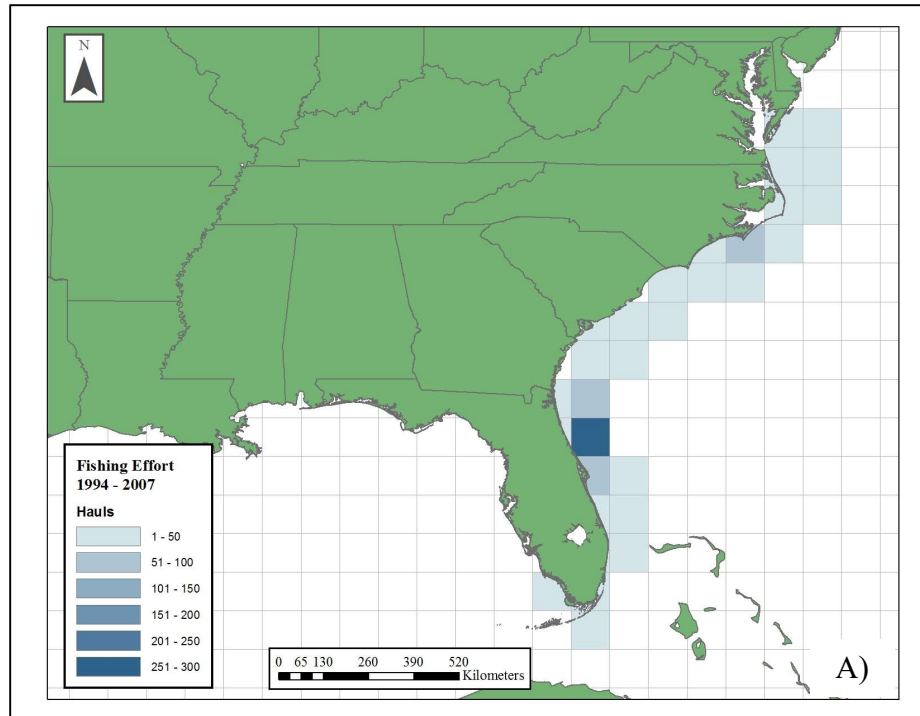 N
Fishing Effort
1994 - 2007
Hauls
1 - 50
51 - 100
101 - 150
151 - 200
201 - 250
251 - 300
0 65 130 260 390 520
Kilometers
A)